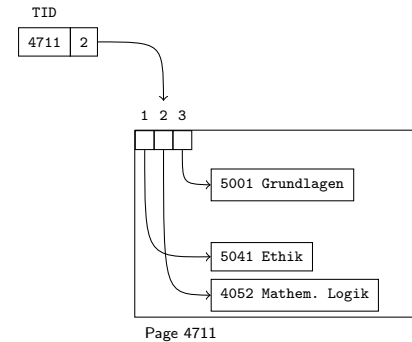 TID
4711 2
1 2 3
5001 Grundlagen
5041 Ethik
4052 Mathem. Logik
Page 4711